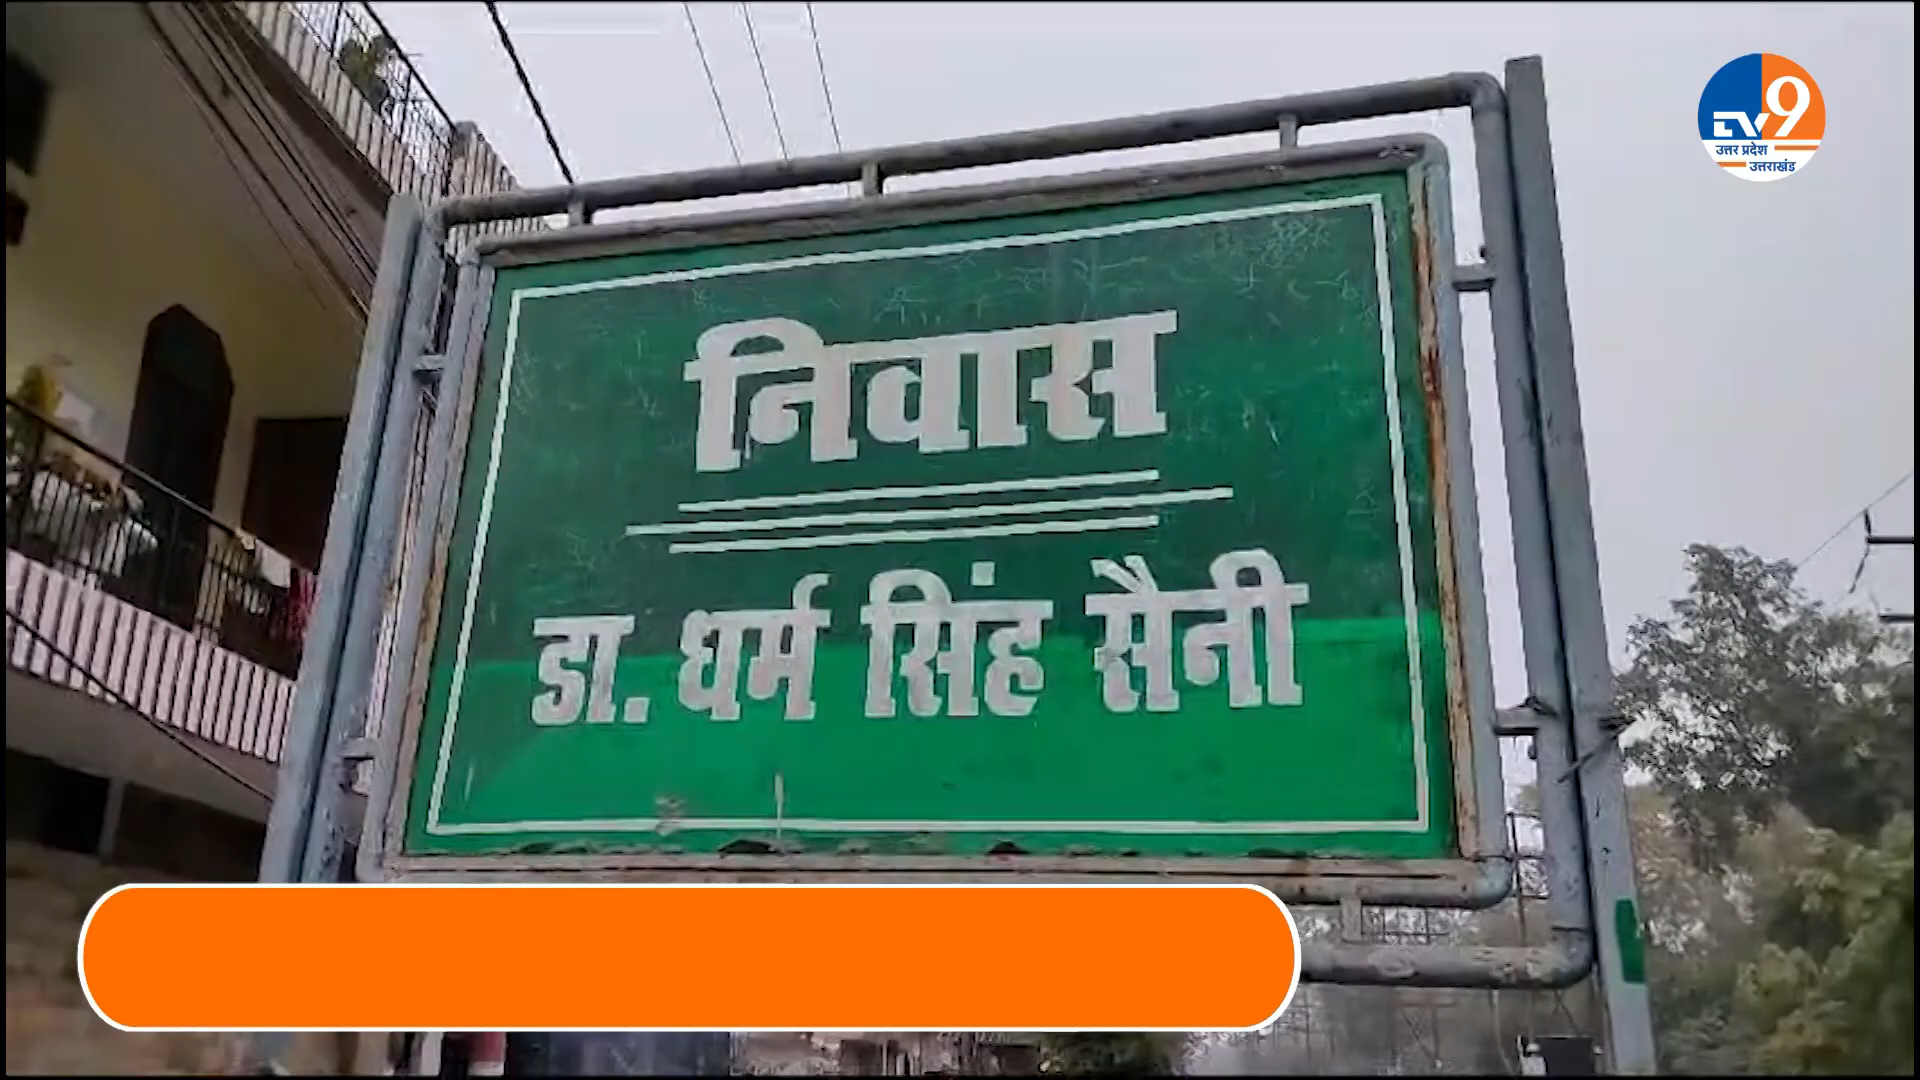 TV9
उत्तर प्रदेश
उत्तराखंड
निवास
डा. धर्म सिंह सैनी